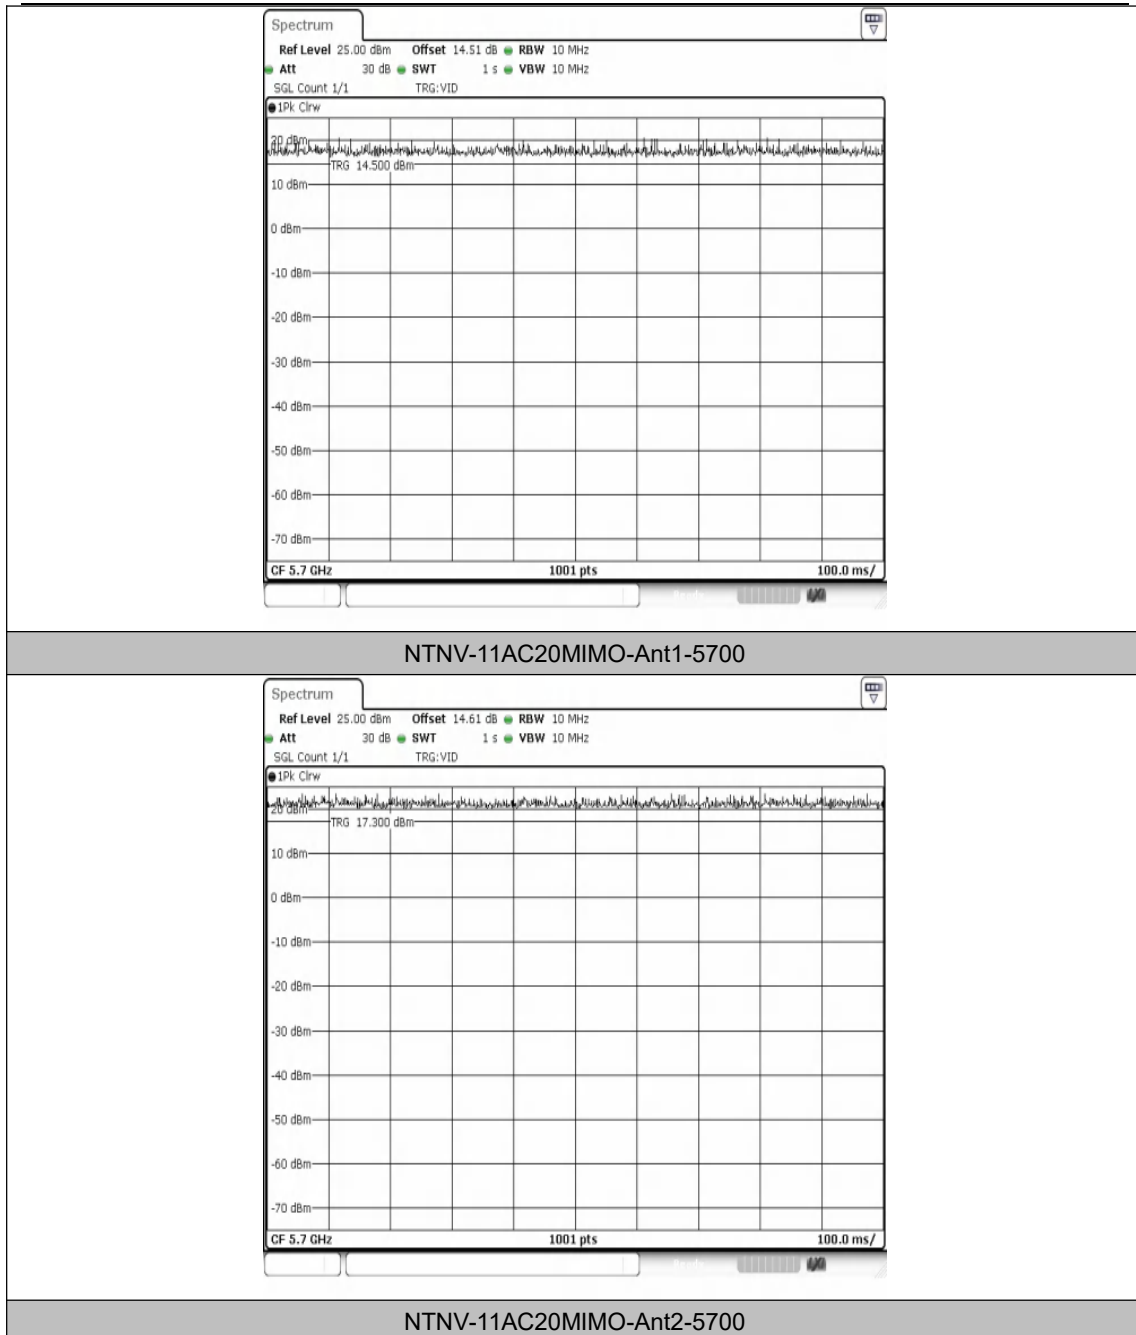 Spectrum
Ref Level 25.00 dBm Offset 14.51 dB RBW 10 MHz
Att 30 dB SWT 1 s VBW 10 MHz
SGL Count 1/1 TRG:VID
1Pk Clrw
20 dBm
TRG 14.500 dBm
10 dBm
0 dBm
-10 dBm
-20 dBm
-30 dBm
-40 dBm
-50 dBm
-60 dBm
-70 dBm
CF 5.7 GHz 1001 pts 100.0 ms/
NTNV-11AC20MIMO-Ant1-5700
Spectrum
Ref Level 25.00 dBm Offset 14.61 dB RBW 10 MHz
Att 30 dB SWT 1 s VBW 10 MHz
SGL Count 1/1 TRG:VID
1Pk Clrw
20 dBm
TRG 17.300 dBm
10 dBm
0 dBm
-10 dBm
-20 dBm
-30 dBm
-40 dBm
-50 dBm
-60 dBm
-70 dBm
CF 5.7 GHz 1001 pts 100.0 ms/
NTNV-11AC20MIMO-Ant2-5700